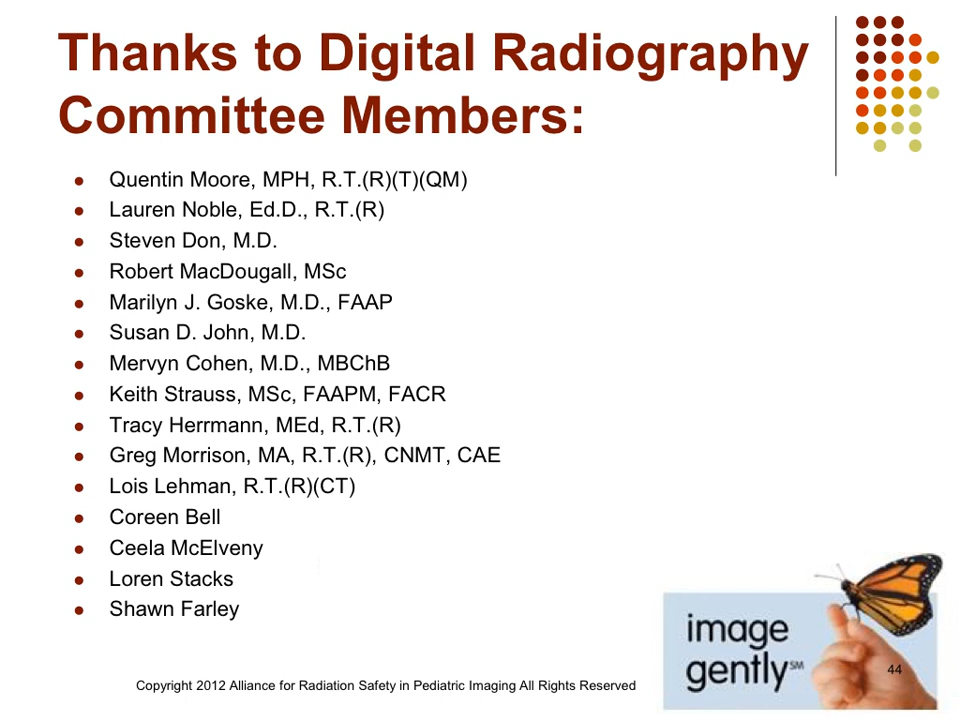 Thanks to Digital Radiography
Committee Members:
Quentin Moore, MPH, R.T.(R)(T)(QM)
Lauren Noble, Ed.D., R.T.(R)
Steven Don, M.D.
Robert MacDougall, MSc
Marilyn J. Goske, M.D., FAAP
Susan D. John, M.D.
Mervyn Cohen, M.D., MBChB
Keith Strauss, MSc, FAAPM, FACR
Tracy Herrmann, MEd, R.T.(R)
Greg Morrison, MA, R.T.(R), CNMT, CAE
Lois Lehman, R.T.(R)(CT)
Coreen Bell
Ceela McElveny
Loren Stacks
Shawn Farley
image
gently℠
44
Copyright 2012 Alliance for Radiation Safety in Pediatric Imaging All Rights Reserved